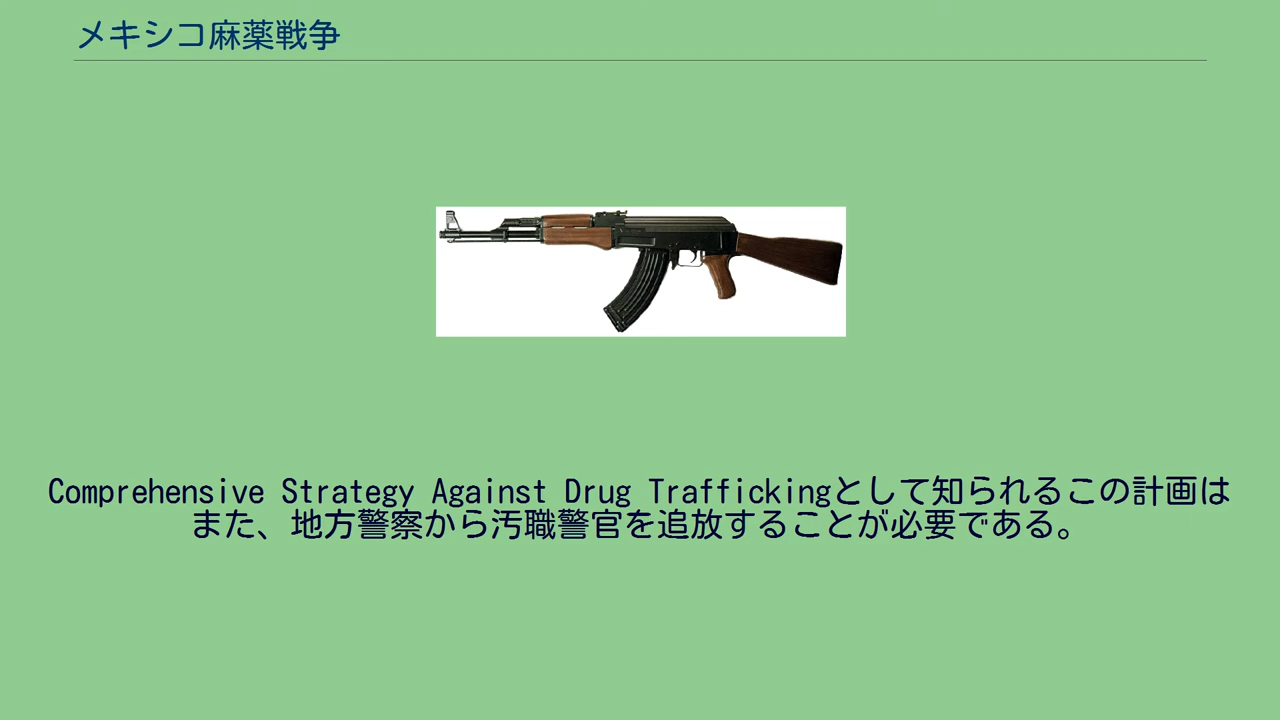 メキシコ麻薬戦争
Comprehensive Strategy Against Drug Traffickingとして知られるこの計画は
また、地方警察から汚職警官を追放することが必要である。